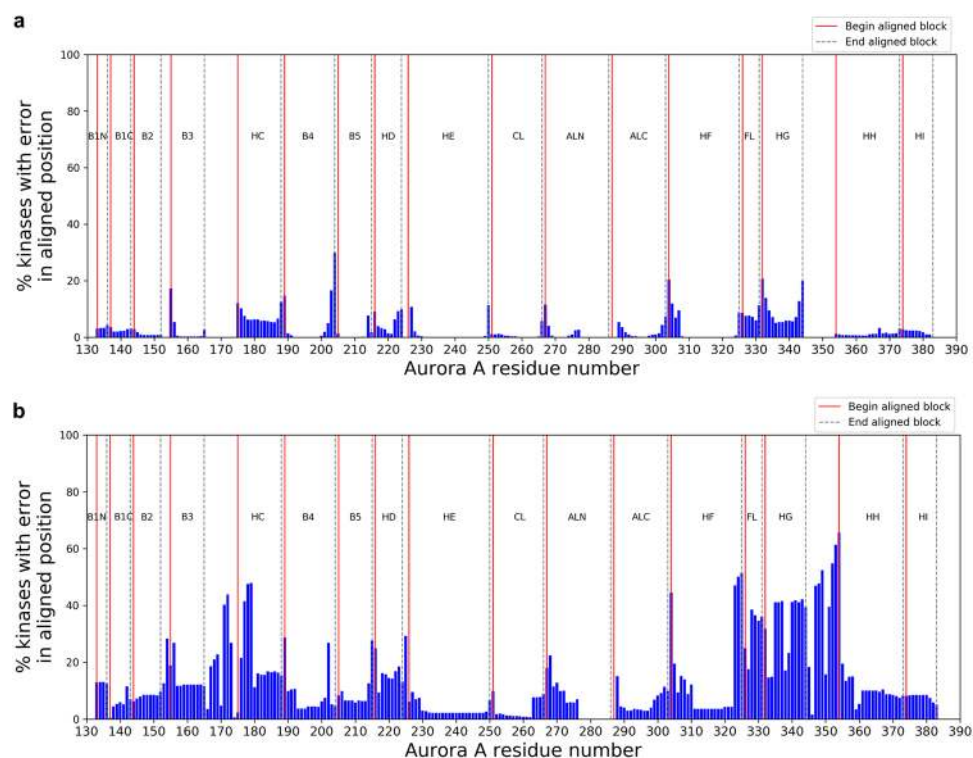 a
Begin aligned block
End aligned block
% kinases with error
in aligned position
100
80
60
40
20
0
B1N B1C B2 B3 HC B4 B5 HD HE CL ALN ALC HF FL HG HH HI
130 140 150 160 170 180 190 200 210 220 230 240 250 260 270 280 290 300 310 320 330 340 350 360 370 380 390
Aurora A residue number
b
Begin aligned block
End aligned block
% kinases with error
in aligned position
100
80
60
40
20
0
B1N B1C B2 B3 HC B4 B5 HD HE CL ALN ALC HF FL HG HH HI
130 140 150 160 170 180 190 200 210 220 230 240 250 260 270 280 290 300 310 320 330 340 350 360 370 380 390
Aurora A residue number